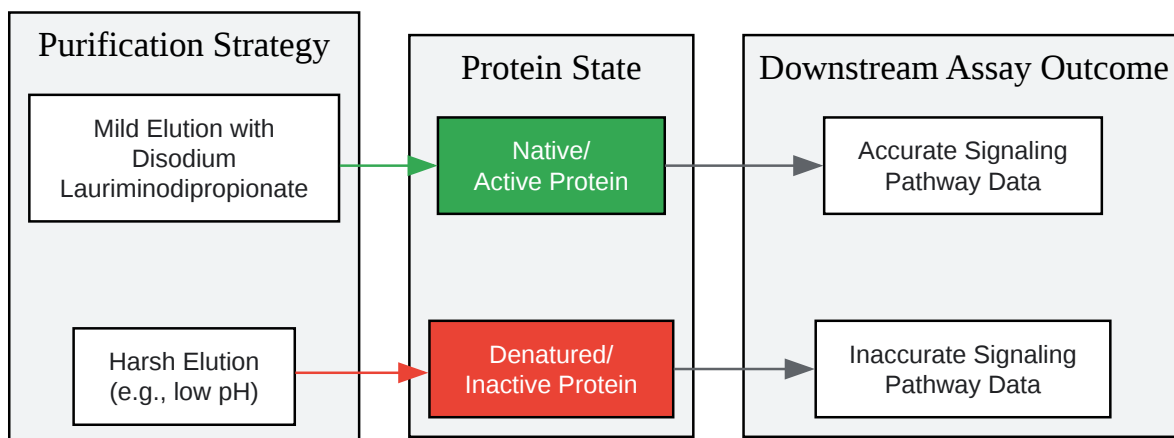 Purification Strategy
Protein State
Downstream Assay Outcome
Mild Elution with
Disodium
Lauriminodipropionate
Native/
Active Protein
Accurate Signaling
Pathway Data
Harsh Elution
(e.g., low pH)
Denatured/
Inactive Protein
Inaccurate Signaling
Pathway Data